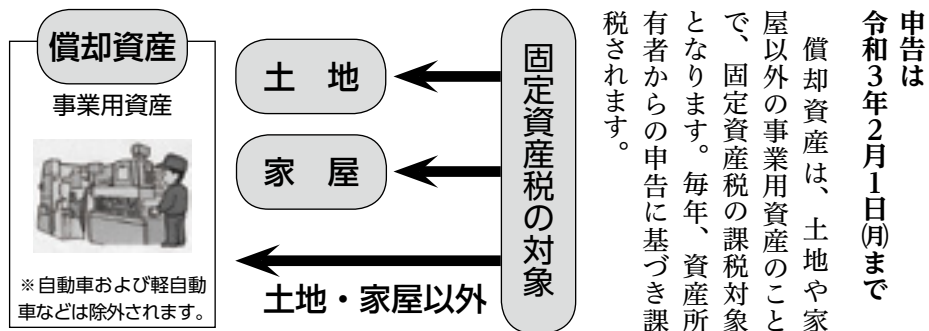 申告は
令和3年2月1日㈪まで
償却資産は、土地や家
屋以外の事業用資産のこと
で、固定資産税の課税対象
となります。毎年、資産所
有者からの申告に基づき課
税されます。
固定資産税の対象
土地
家屋
土地・家屋以外
償却資産
事業用資産
※自動車および軽自動
車などは除外されます。